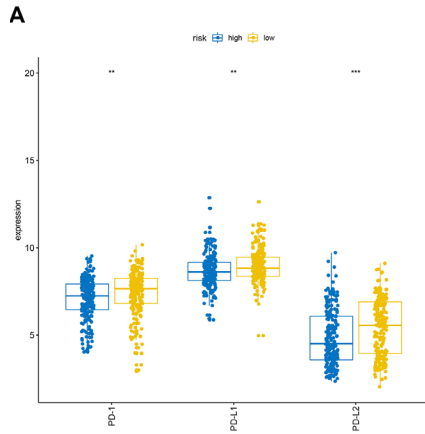 A
risk high low
20
** ** ***
15
10
5
expression
PD-1
PD-L1
PD-L2